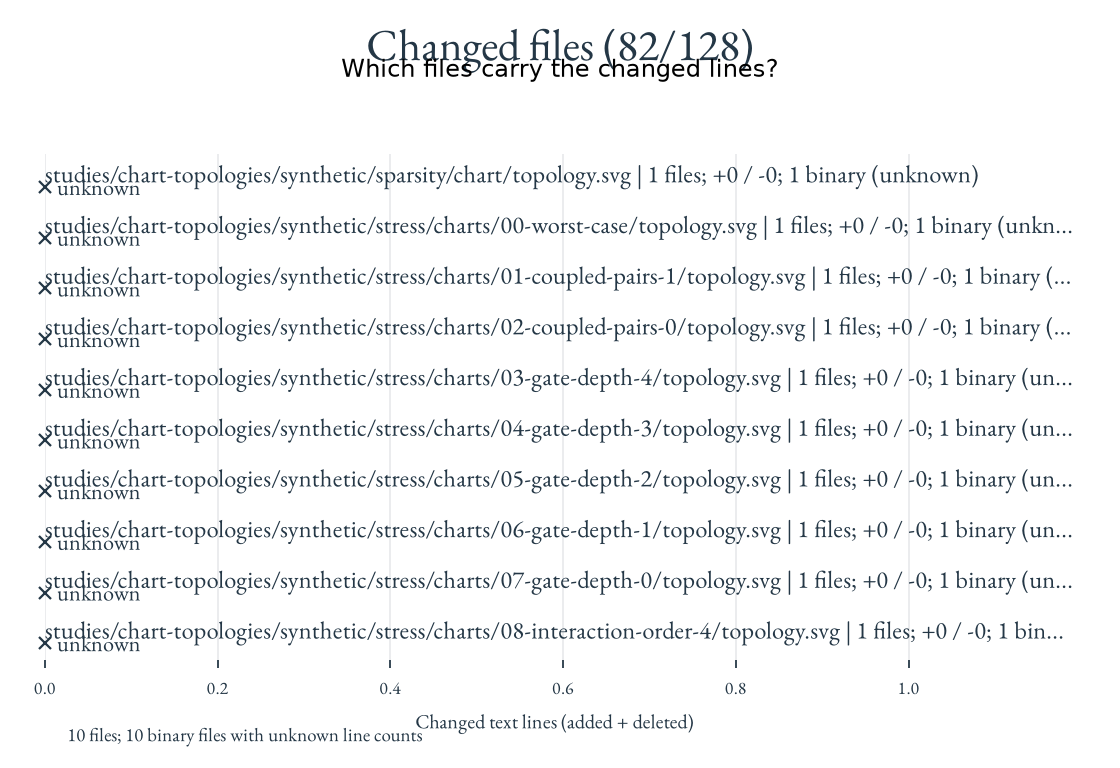 Changed files (82/128)
Which files carry the changed lines?
studies/chart-topologies/synthetic/sparsity/chart/topology.svg | 1 files; +0 / -0; 1 binary (unknown)
unknown
studies/chart-topologies/synthetic/stress/charts/00-worst-case/topology.svg | 1 files; +0 / -0; 1 binary (unkn...
unknown
studies/chart-topologies/synthetic/stress/charts/01-coupled-pairs-1/topology.svg | 1 files; +0 / -0; 1 binary (...
unknown
studies/chart-topologies/synthetic/stress/charts/02-coupled-pairs-0/topology.svg | 1 files; +0 / -0; 1 binary (...
unknown
studies/chart-topologies/synthetic/stress/charts/03-gate-depth-4/topology.svg | 1 files; +0 / -0; 1 binary (un...
unknown
studies/chart-topologies/synthetic/stress/charts/04-gate-depth-3/topology.svg | 1 files; +0 / -0; 1 binary (un...
unknown
studies/chart-topologies/synthetic/stress/charts/05-gate-depth-2/topology.svg | 1 files; +0 / -0; 1 binary (un...
unknown
studies/chart-topologies/synthetic/stress/charts/06-gate-depth-1/topology.svg | 1 files; +0 / -0; 1 binary (un...
unknown
studies/chart-topologies/synthetic/stress/charts/07-gate-depth-0/topology.svg | 1 files; +0 / -0; 1 binary (un...
unknown
studies/chart-topologies/synthetic/stress/charts/08-interaction-order-4/topology.svg | 1 files; +0 / -0; 1 bin...
unknown
0.0 0.2 0.4 0.6 0.8 1.0
Changed text lines (added + deleted)
10 files; 10 binary files with unknown line counts